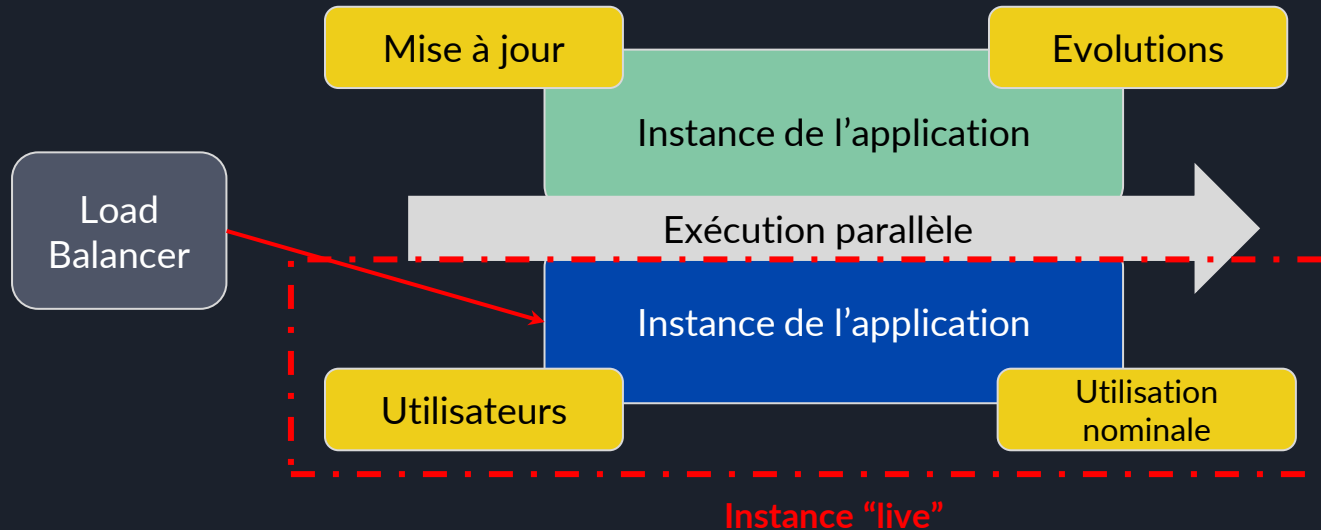 Mise à jour
Evolutions
Instance de l’application
Load
Balancer
Exécution parallèle
Instance de l’application
Utilisateurs
Utilisation
nominale
Instance “live”